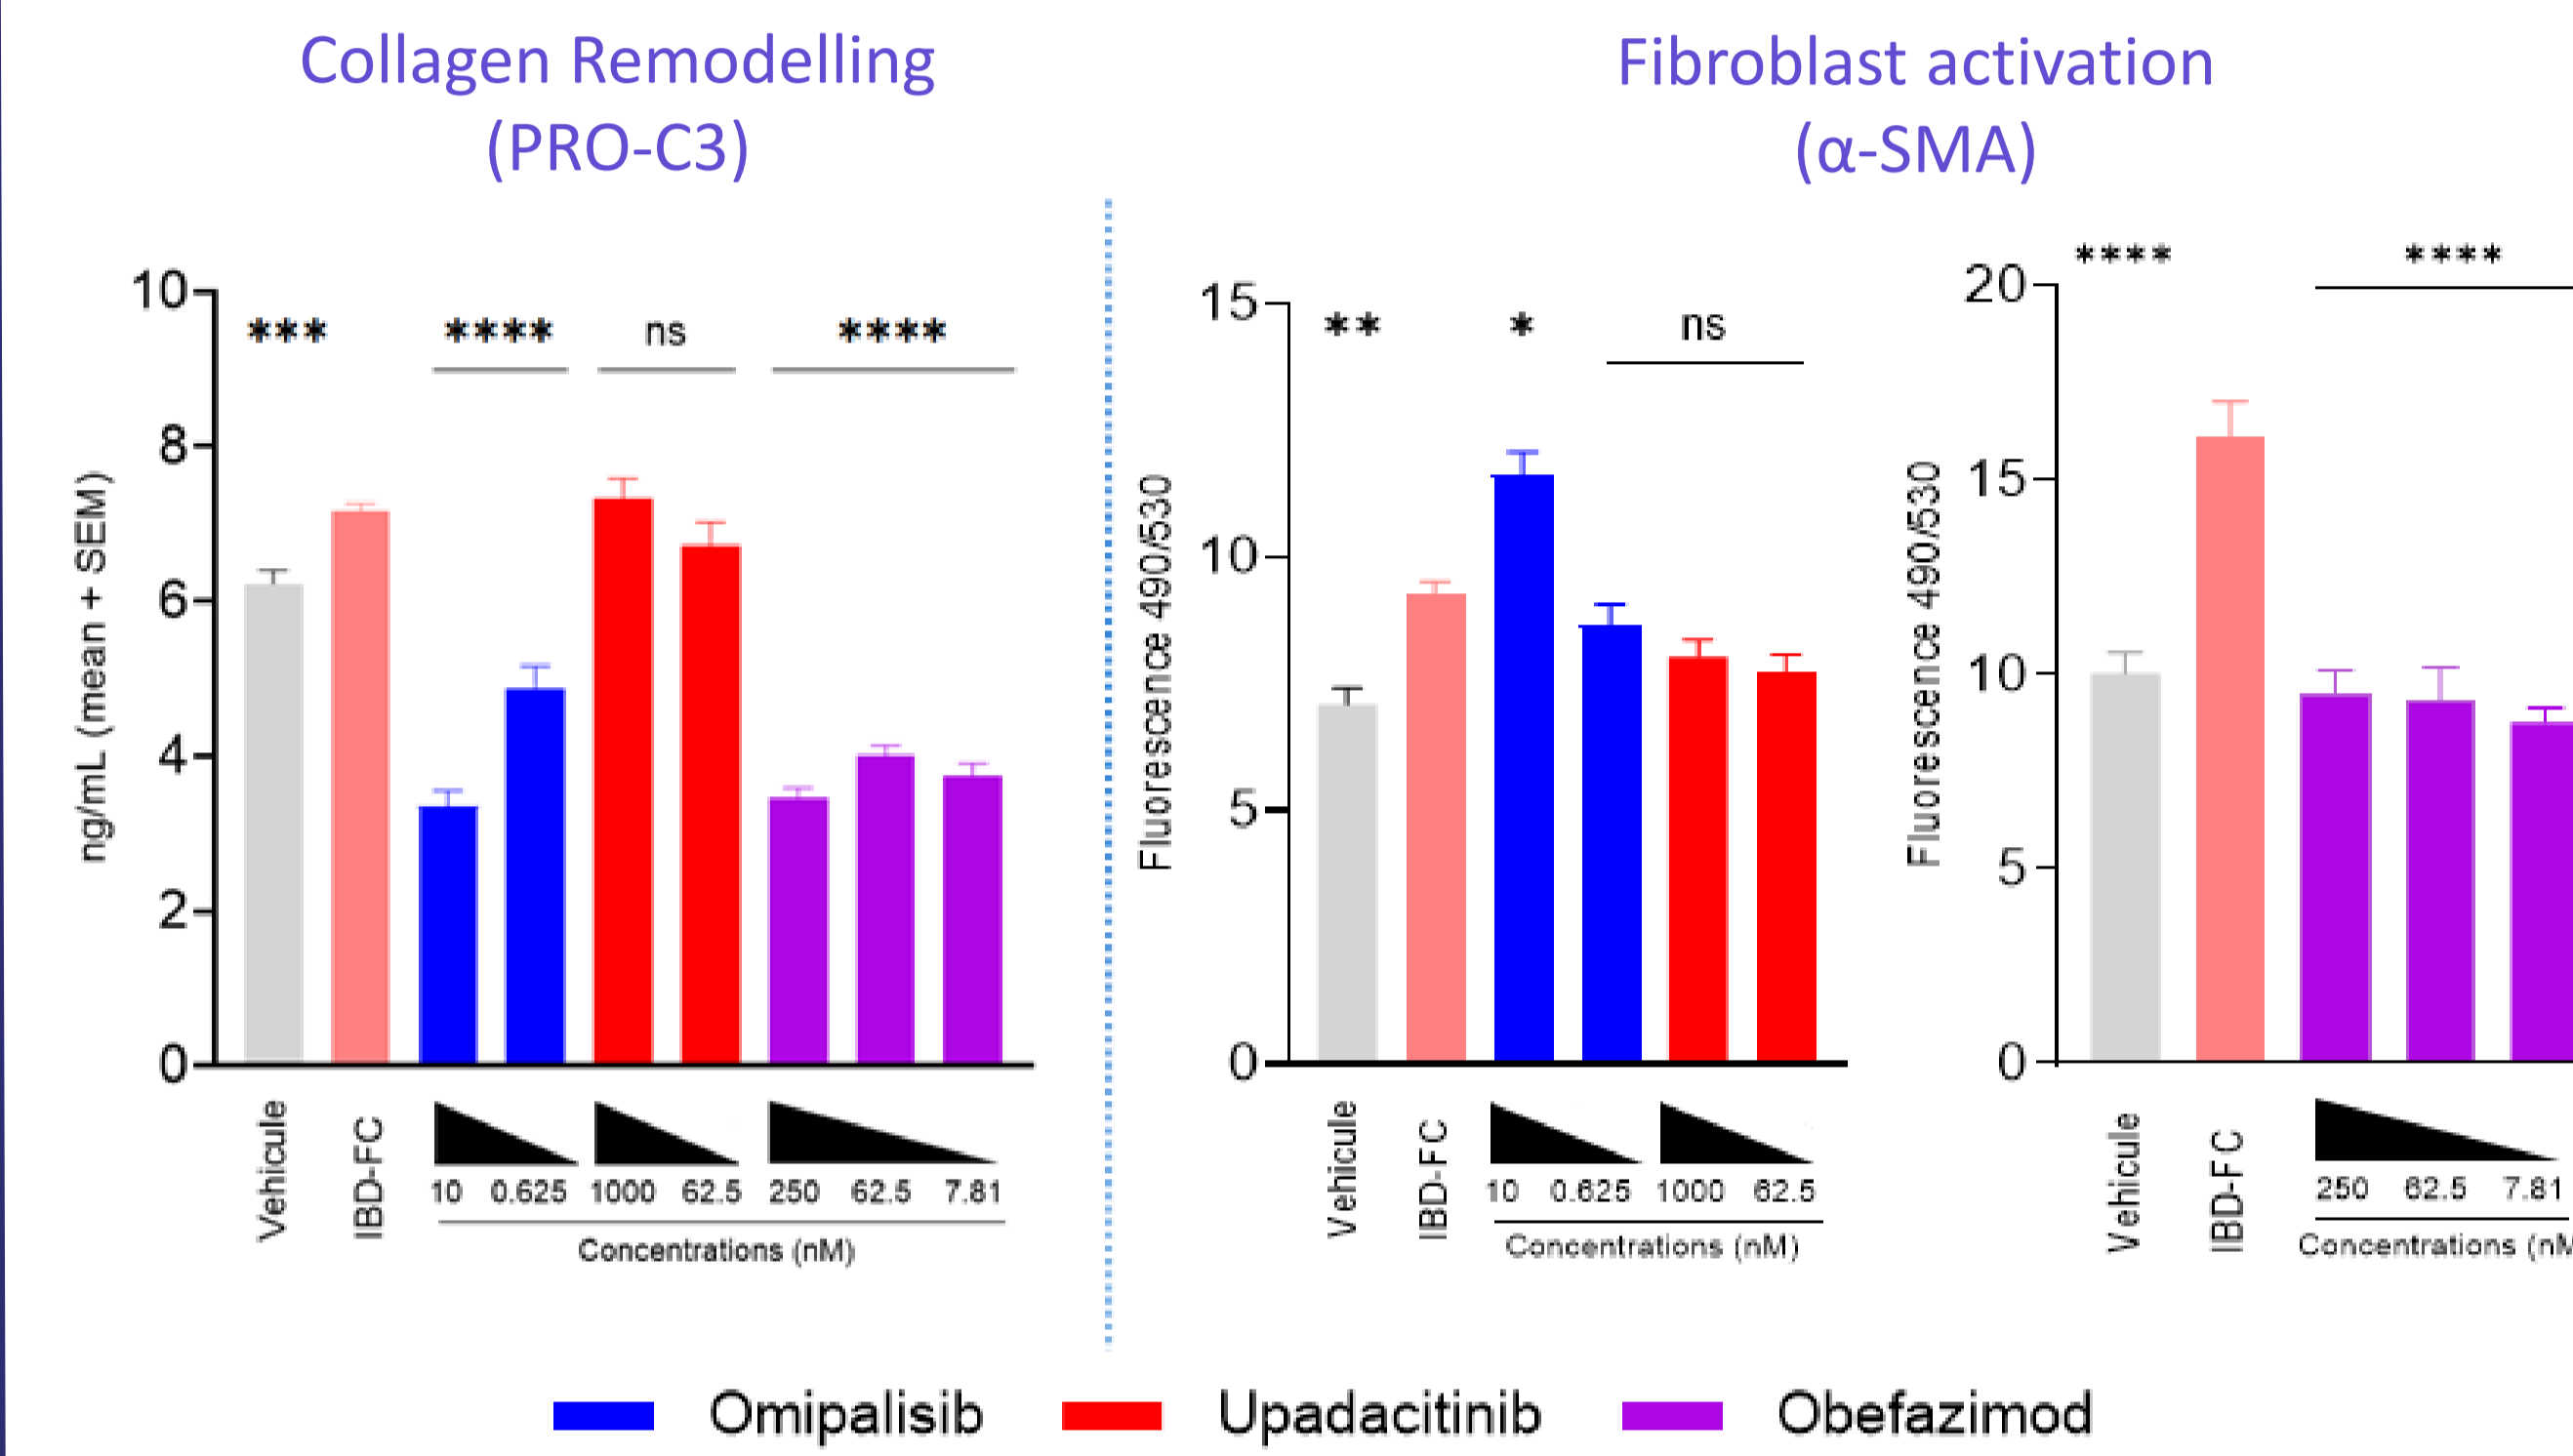 Collagen Remodelling
(PRO-C3)
ng/mL (mean + SEM)
10
8
6
4
2
0
***
****
ns
****
Vehicule
IBD-FC
10 0.625 1000 62.5 250 62.5 7.81
Concentrations (nM)
Fibroblast activation
(α-SMA)
Fluorescence 490/530
15
10
5
0
**
*
ns
Vehicule
IBD-FC
10 0.625 1000 62.5
Concentrations (nM)
Fluorescence 490/530
20
15
10
5
0
****
****
Vehicule
IBD-FC
250 62.5 7.81
Concentrations (nM
Omipalisib Upadacitinib Obefazimod